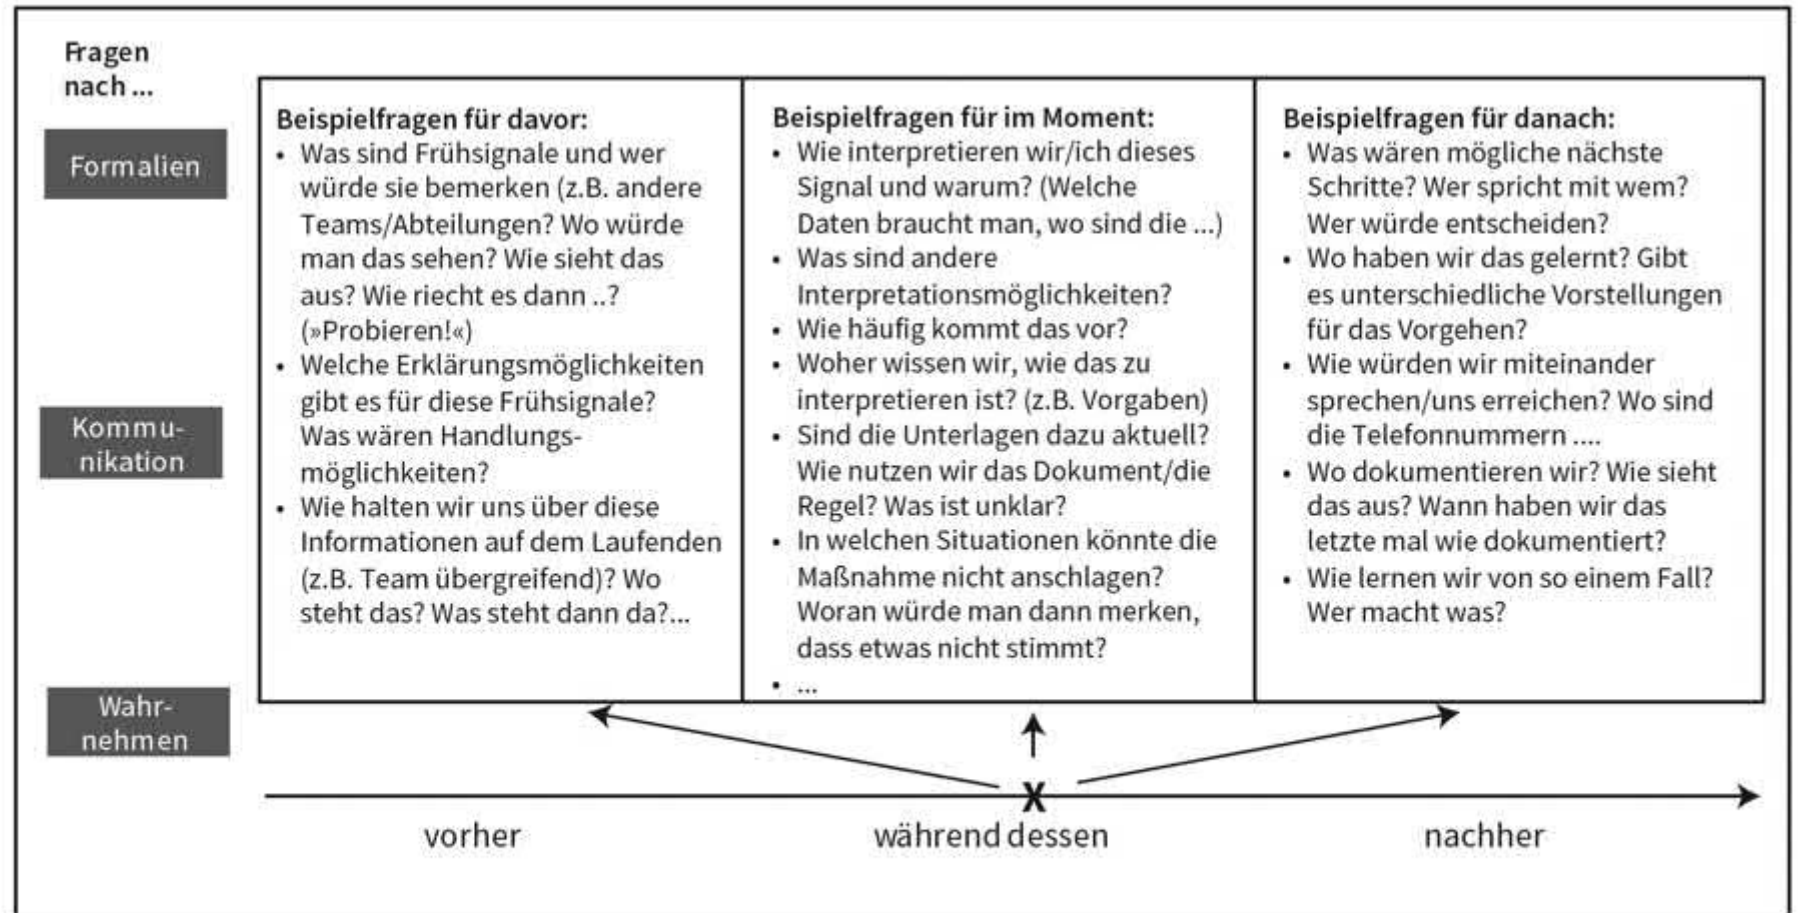 Fragen
nach ...
Formalien
Kommu-
nikation
Wahr-
nehmen
Beispielfragen für davor:
• Was sind Frühsignale und wer
würde sie bemerken (z.B. andere
Teams/Abteilungen? Wo würde
man das sehen? Wie sieht das
aus? Wie riecht es dann ..?
(»Probieren!«)
• Welche Erklärungsmöglichkeiten
gibt es für diese Frühsignale?
Was wären Handlungs-
möglichkeiten?
• Wie halten wir uns über diese
Informationen auf dem Laufenden
(z.B. Team übergreifend)? Wo
steht das? Was steht dann da?...
Beispielfragen für im Moment:
• Wie interpretieren wir/ich dieses
Signal und warum? (Welche
Daten braucht man, wo sind die ...)
• Was sind andere
Interpretationsmöglichkeiten?
• Wie häufig kommt das vor?
• Woher wissen wir, wie das zu
interpretieren ist? (z.B. Vorgaben)
• Sind die Unterlagen dazu aktuell?
Wie nutzen wir das Dokument/die
Regel? Was ist unklar?
• In welchen Situationen könnte die
Maßnahme nicht anschlagen?
Woran würde man dann merken,
dass etwas nicht stimmt?
• ...
Beispielfragen für danach:
• Was wären mögliche nächste
Schritte? Wer spricht mit wem?
Wer würde entscheiden?
• Wo haben wir das gelernt? Gibt
es unterschiedliche Vorstellungen
für das Vorgehen?
• Wie würden wir miteinander
sprechen/uns erreichen? Wo sind
die Telefonnummern ....
• Wo dokumentieren wir? Wie sieht
das aus? Wann haben wir das
letzte mal wie dokumentiert?
• Wie lernen wir von so einem Fall?
Wer macht was?
X
vorher
während dessen
nachher